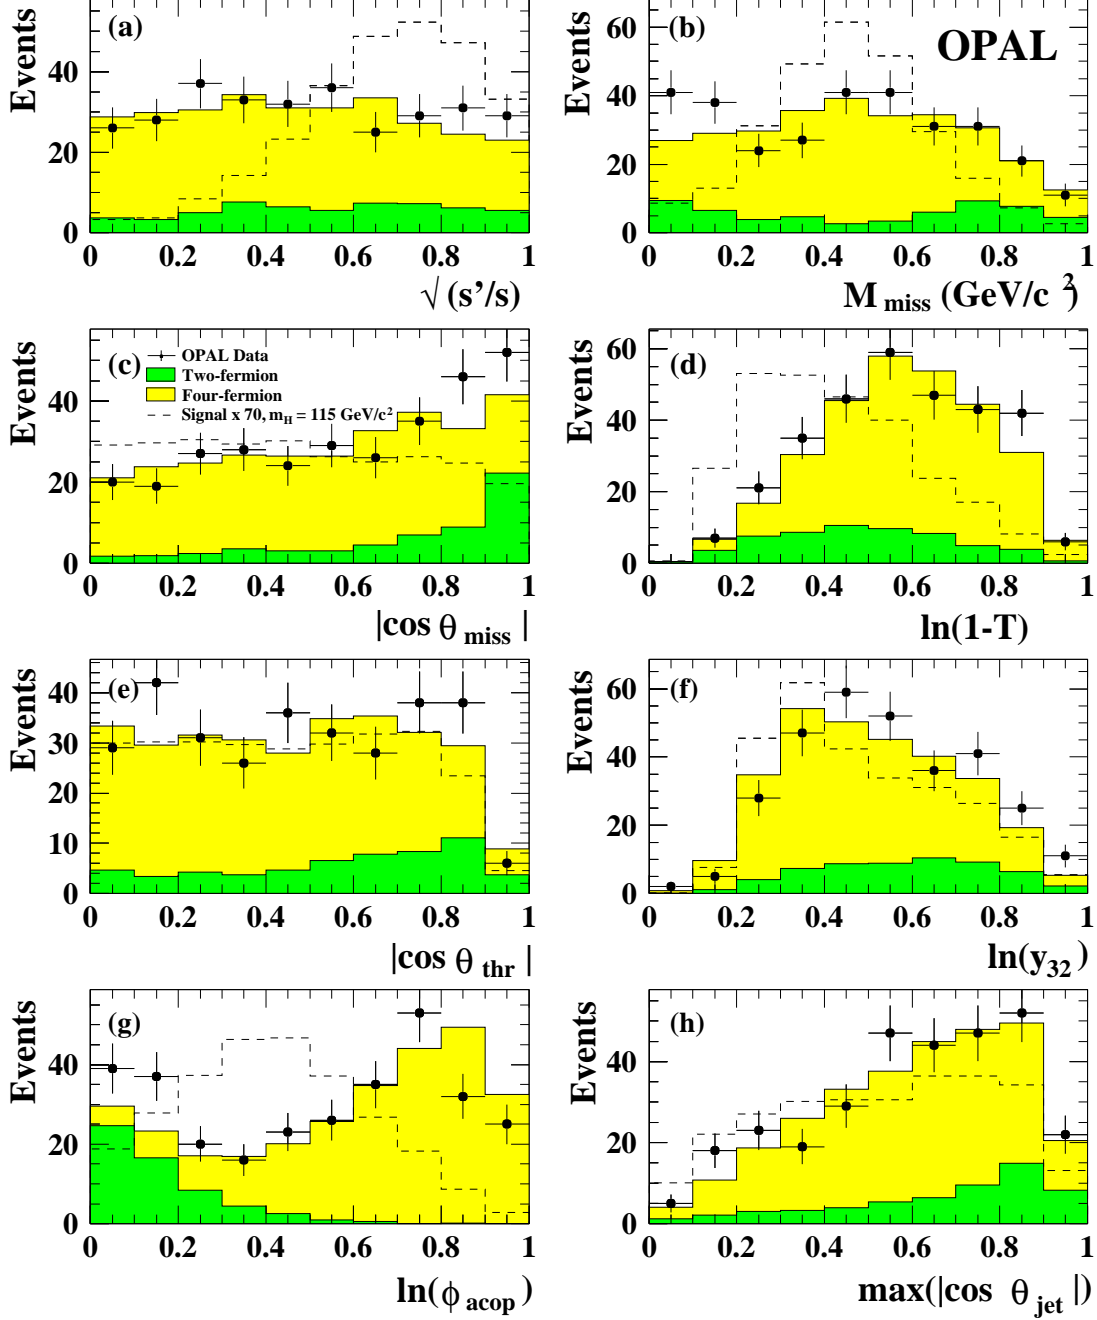 (a)
Events
40
20
0
0 0.2 0.4 0.6 0.8 1
√(s’/s)
(b)
OPAL
Events
60
40
20
0
0 0.2 0.4 0.6 0.8 1
M miss (GeV/c 2)
(c)
OPAL Data
Two-fermion
Four-fermion
Signal x 70, mH = 115 GeV/c2
Events
40
20
0
0 0.2 0.4 0.6 0.8 1
|cos θ miss |
(d)
Events
60
40
20
0
0 0.2 0.4 0.6 0.8 1
ln(1-T)
(e)
Events
40
30
20
10
0
0 0.2 0.4 0.6 0.8 1
|cos θ thr |
(f)
Events
60
40
20
0
0 0.2 0.4 0.6 0.8 1
ln(y32)
(g)
Events
40
20
0
0 0.2 0.4 0.6 0.8 1
ln(ϕ acop)
(h)
Events
40
20
0
0 0.2 0.4 0.6 0.8 1
max(|cos θ jet |)